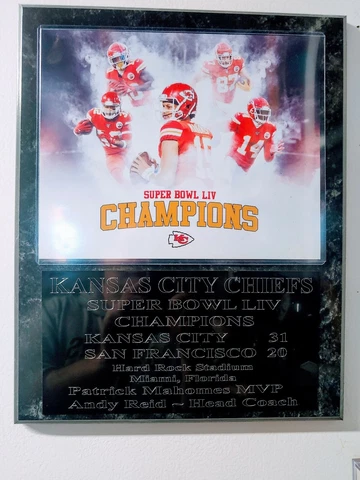 SUPER BOWL LIV
CHAMPIONS
KC
KANSAS CITY CHIEFS
SUPER BOWL LIV
CHAMPIONS
KANSAS CITY 31
SAN FRANCISCO 20
Hard Rock Stadium
Miami, Florida
Patrick Mahomes MVP
Andy Reid ~ Head Coach